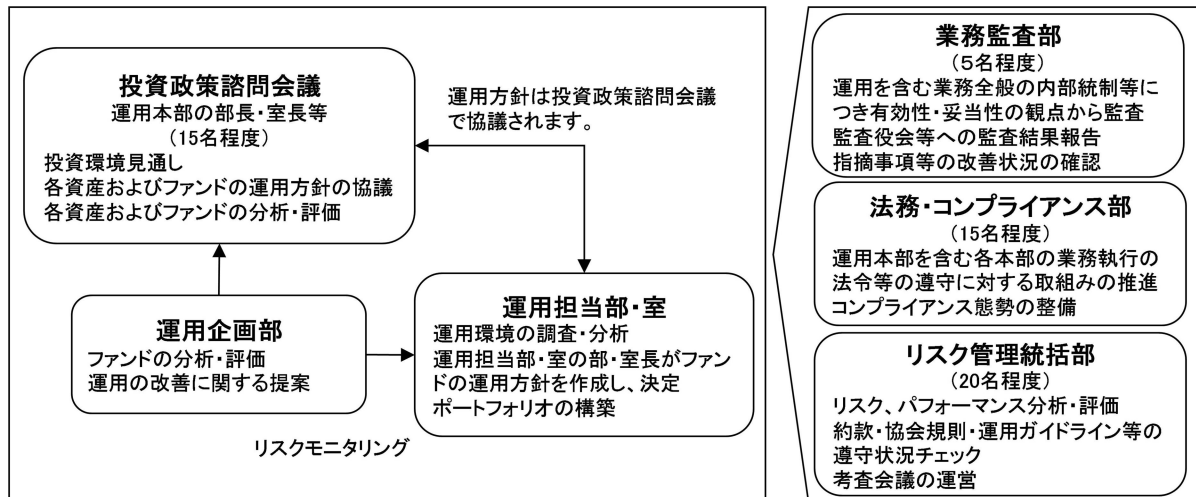 投資政策諮問会議
運用本部の部長・室長等
(15名程度)
投資環境見通し
各資産およびファンドの運用方針の協議
各資産およびファンドの分析・評価
運用方針は投資政策諮問会議
で協議されます。
運用企画部
ファンドの分析・評価
運用の改善に関する提案
運用担当部・室
運用環境の調査・分析
運用担当部・室の部・室長がファン
ドの運用方針を作成し、決定
ポートフォリオの構築
リスクモニタリング
業務監査部
(5名程度)
運用を含む業務全般の内部統制等に
つき有効性・妥当性の観点から監査
監査役会等への監査結果報告
指摘事項等の改善状況の確認
法務・コンプライアンス部
(15名程度)
運用本部を含む各本部の業務執行の
法令等の遵守に対する取組みの推進
コンプライアンス態勢の整備
リスク管理統括部
(20名程度)
リスク、パフォーマンス分析・評価
約款・協会規則・運用ガイドライン等の
遵守状況チェック
考査会議の運営